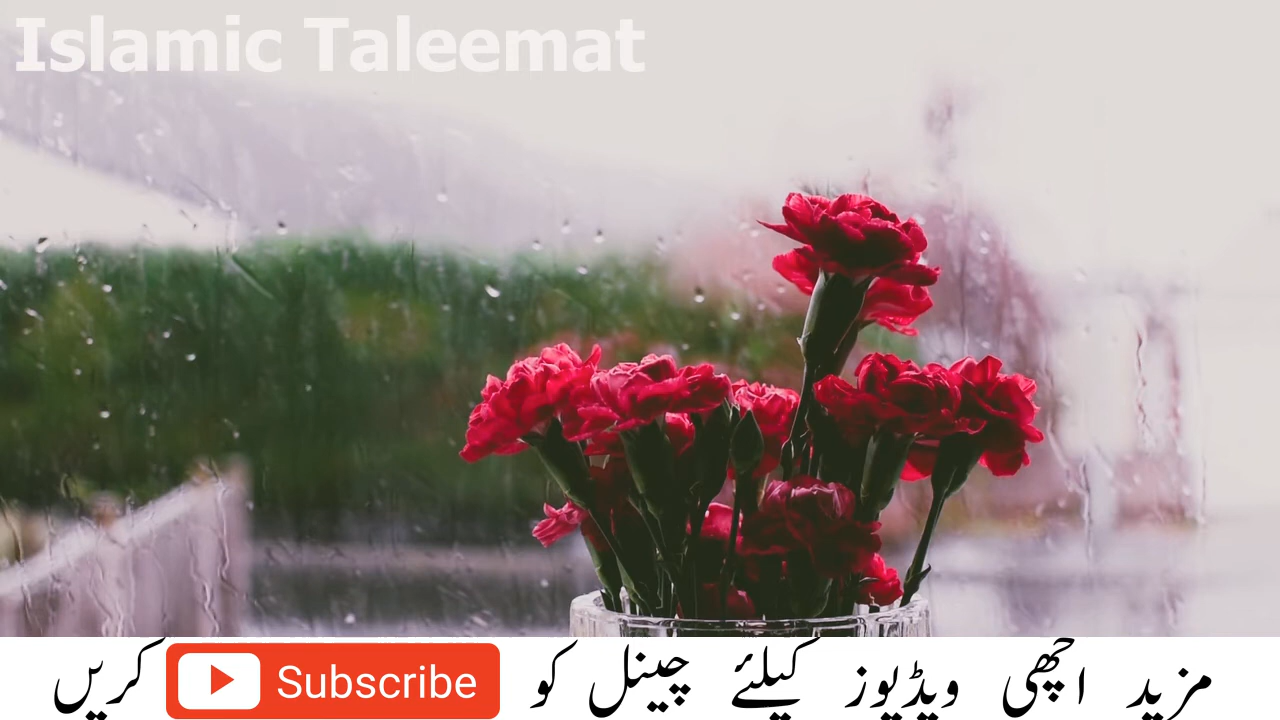 Islamic Taleemat
مزید اچھی ویڈیوز کیلئے چینل کو Subscribe کریں